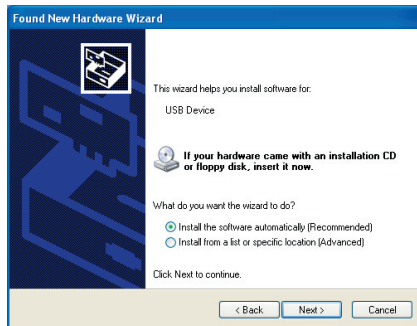 Found New Hardware Wizard
This wizard helps you install software for:
USB Device
If your hardware came with an installation CD
or floppy disk, insert it now.
What do you want the wizard to do?
Install the software automatically (Recommended)
Install from a list or specific location (Advanced)
Click Next to continue.
< Back
Next >
Cancel